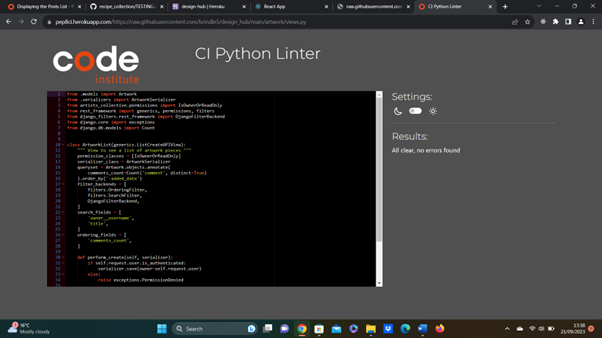 Displaying the Posts List - 
recipe_collection/TESTING.
design-hub | Heroku
React App
raw.githubusercontent.com
CI Python Linter
pep8ci.herokuapp.com/https://raw.githubusercontent.com/brindle5/design_hub/main/artwork/views.py
code
institute
CI Python Linter
1 from .models import Artwork
2 from .serializers import ArtworkSerializer
3 from artists_collective.permissions import IsOwnerOrReadOnly
4 from rest_framework import generics, permissions, filters
5 from django_filters.rest_framework import DjangoFilterBackend
6 from django.core import exceptions
7 from django.db.models import Count
8
9
10 class ArtworkList(generics.ListCreateAPIView):
11 """ View to see a list of artwork pieces """
12 permission_classes = [IsOwnerOrReadOnly]
13 serializer_class = ArtworkSerializer
14 queryset = Artwork.objects.annotate(
15 comments_count=Count('comment', distinct=True)
16 ).order_by('-added_date')
17 filter_backends = [
18 filters.OrderingFilter,
19 filters.SearchFilter,
20 DjangoFilterBackend,
21 ]
22 search_fields = [
23 'owner__username',
24 'title',
25 ]
26 ordering_fields = [
27 'comments_count',
28 ]
29
30 def perform_create(self, serializer):
31 if self.request.user.is_authenticated:
32 serializer.save(owner=self.request.user)
33 else:
34 raise exceptions.PermissionDenied
35
Settings:
Results:
All clear, no errors found
16°C
Mostly cloudy
Search
13:38
21/09/2023